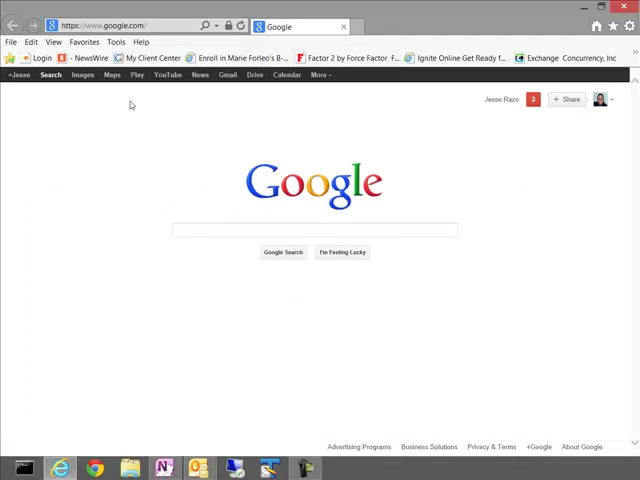 https://www.google.com/
Google
File Edit View Favorites Tools Help
Login - NewsWire My Client Center Enroll in Marie Forleo's B-... Factor 2 by Force Factor F... Ignite Online Get Ready f... Exchange Concurrency, Inc
+Jesse Search Images Maps Play YouTube News Gmail Drive Calendar More
Jesse Razo 3 + Share
Google
Google Search I'm Feeling Lucky
Advertising Programs Business Solutions Privacy & Terms +Google About Google